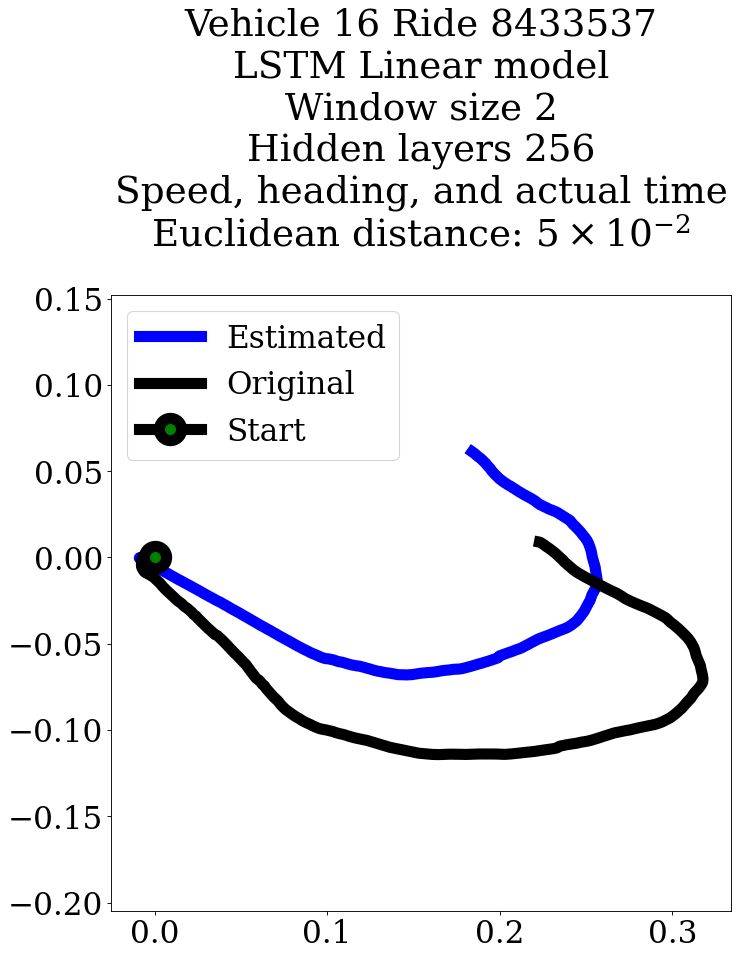 Vehicle 16 Ride 8433537
LSTM Linear model
Window size 2
Hidden layers 256
Speed, heading, and actual time
Euclidean distance: 5 × 10⁻²
0.15
0.10
0.05
0.00
−0.05
−0.10
−0.15
−0.20
Estimated
Original
Start
0.0 0.1 0.2 0.3